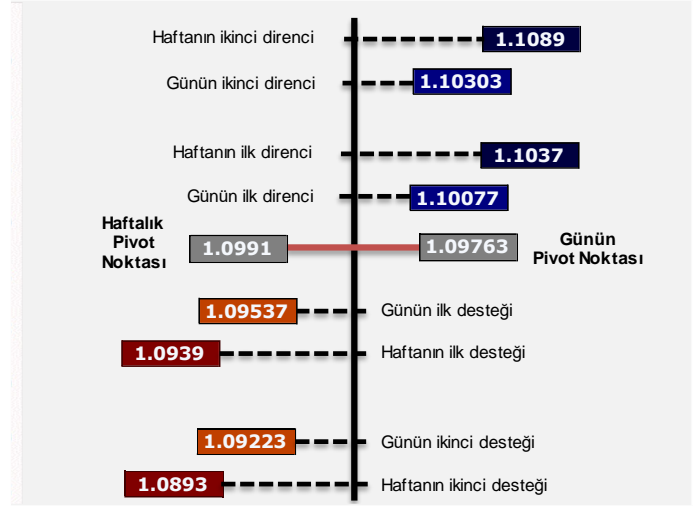 Haftanın ikinci direnci 1.1089
Günün ikinci direnci 1.10303
Haftanın ilk direnci 1.1037
Günün ilk direnci 1.10077
Haftalık
Pivot
Noktası
1.0991
1.09763
Günün
Pivot Noktası
1.09537 Günün ilk desteği
1.0939 Haftanın ilk desteği
1.09223 Günün ikinci desteği
1.0893 Haftanın ikinci desteği